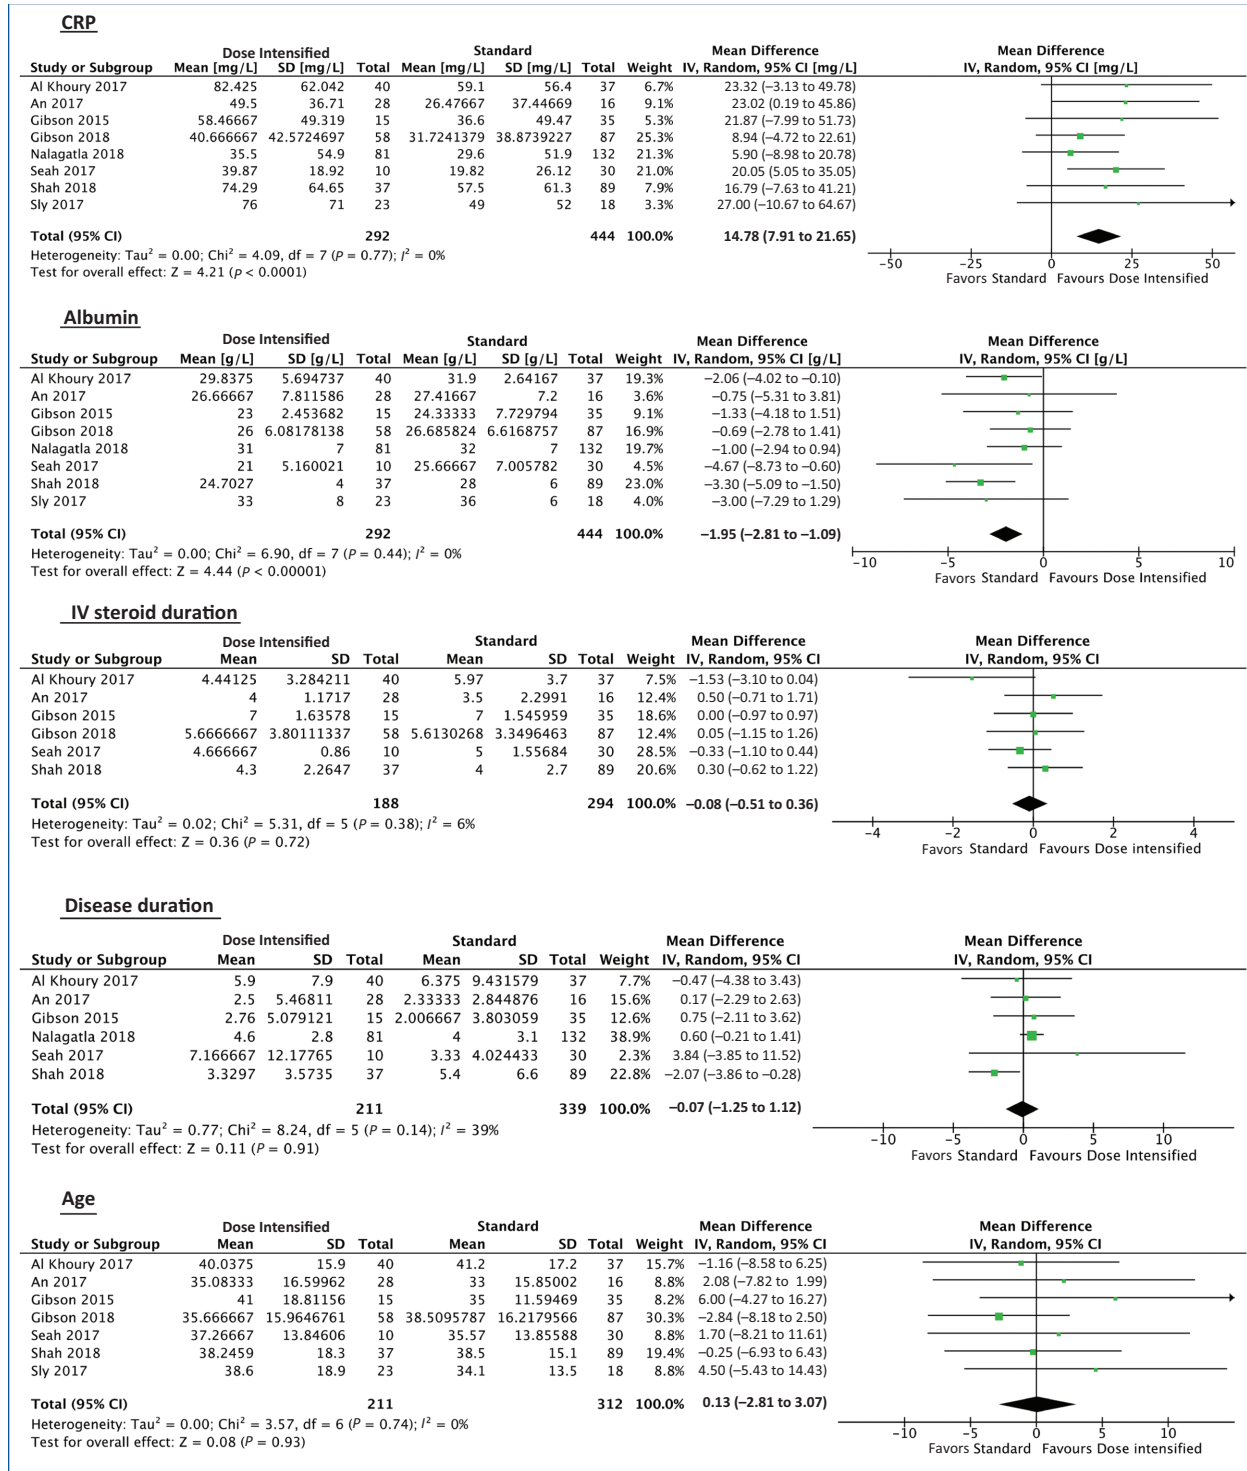 CRP
Dose Intensified Standard Mean Difference Mean Difference
Study or Subgroup Mean [mg/L] SD [mg/L] Total Mean [mg/L] SD [mg/L] Total Weight IV, Random, 95% CI [mg/L] IV, Random, 95% CI [mg/L]
Al Khoury 2017 82.425 62.042 40 59.1 56.4 37 6.7% 23.32 (−3.13 to 49.78)
An 2017 49.5 36.71 28 26.47667 37.44669 16 9.1% 23.02 (0.19 to 45.86)
Gibson 2015 58.46667 49.319 15 36.6 49.47 35 5.3% 21.87 (−7.99 to 51.73)
Gibson 2018 40.666667 42.5724697 58 31.7241379 38.8739227 87 25.3% 8.94 (−4.72 to 22.61)
Nalagatla 2018 35.5 54.9 81 29.6 51.9 132 21.3% 5.90 (−8.98 to 20.78)
Seah 2017 39.87 18.92 10 19.82 26.12 30 21.0% 20.05 (5.05 to 35.05)
Shah 2018 74.29 64.65 37 57.5 61.3 89 7.9% 16.79 (−7.63 to 41.21)
Sly 2017 76 71 23 49 52 18 3.3% 27.00 (−10.67 to 64.67)
Total (95% CI) 292 444 100.0% 14.78 (7.91 to 21.65)
Heterogeneity: Tau² = 0.00; Chi² = 4.09, df = 7 (P = 0.77); I² = 0%
Test for overall effect: Z = 4.21 (P < 0.0001)
−50 −25 0 25 50
Favors Standard Favours Dose Intensified
Albumin
Dose Intensified Standard Mean Difference Mean Difference
Study or Subgroup Mean [g/L] SD [g/L] Total Mean [g/L] SD [g/L] Total Weight IV, Random, 95% CI [g/L] IV, Random, 95% CI [g/L]
Al Khoury 2017 29.8375 5.694737 40 31.9 2.64167 37 19.3% −2.06 (−4.02 to −0.10)
An 2017 26.66667 7.811586 28 27.41667 7.2 16 3.6% −0.75 (−5.31 to 3.81)
Gibson 2015 23 2.453682 15 24.33333 7.729794 35 9.1% −1.33 (−4.18 to 1.51)
Gibson 2018 26 6.08178138 58 26.685824 6.6168757 87 16.9% −0.69 (−2.78 to 1.41)
Nalagatla 2018 31 7 81 32 7 132 19.7% −1.00 (−2.94 to 0.94)
Seah 2017 21 5.160021 10 25.66667 7.005782 30 4.5% −4.67 (−8.73 to −0.60)
Shah 2018 24.7027 4 37 28 6 89 23.0% −3.30 (−5.09 to −1.50)
Sly 2017 33 8 23 36 6 18 4.0% −3.00 (−7.29 to 1.29)
Total (95% CI) 292 444 100.0% −1.95 (−2.81 to −1.09)
Heterogeneity: Tau² = 0.00; Chi² = 6.90, df = 7 (P = 0.44); I² = 0%
Test for overall effect: Z = 4.44 (P < 0.00001)
−10 −5 0 5 10
Favors Standard Favours Dose Intensified
IV steroid duration
Dose Intensified Standard Mean Difference Mean Difference
Study or Subgroup Mean SD Total Mean SD Total Weight IV, Random, 95% CI IV, Random, 95% CI
Al Khoury 2017 4.44125 3.284211 40 5.97 3.7 37 7.5% −1.53 (−3.10 to 0.04)
An 2017 4 1.1717 28 3.5 2.2991 16 12.4% 0.50 (−0.71 to 1.71)
Gibson 2015 7 1.63578 15 7 1.545959 35 18.6% 0.00 (−0.97 to 0.97)
Gibson 2018 5.6666667 3.80111337 58 5.6130268 3.3496463 87 12.4% 0.05 (−1.15 to 1.26)
Seah 2017 4.666667 0.86 10 5 1.55684 30 28.5% −0.33 (−1.10 to 0.44)
Shah 2018 4.3 2.2647 37 4 2.7 89 20.6% 0.30 (−0.62 to 1.22)
Total (95% CI) 188 294 100.0% −0.08 (−0.51 to 0.36)
Heterogeneity: Tau² = 0.02; Chi² = 5.31, df = 5 (P = 0.38); I² = 6%
Test for overall effect: Z = 0.36 (P = 0.72)
−4 −2 0 2 4
Favors Standard Favours Dose intensified
Disease duration
Dose Intensified Standard Mean Difference Mean Difference
Study or Subgroup Mean SD Total Mean SD Total Weight IV, Random, 95% CI IV, Random, 95% CI
Al Khoury 2017 5.9 7.9 40 6.375 9.431579 37 7.7% −0.47 (−4.38 to 3.43)
An 2017 2.5 5.46811 28 2.33333 2.844876 16 15.6% 0.17 (−2.29 to 2.63)
Gibson 2015 2.76 5.079121 15 2.006667 3.803059 35 12.6% 0.75 (−2.11 to 3.62)
Nalagatla 2018 4.6 2.8 81 4 3.1 132 38.9% 0.60 (−0.21 to 1.41)
Seah 2017 7.166667 12.17765 10 3.33 4.024433 30 2.3% 3.84 (−3.85 to 11.52)
Shah 2018 3.3297 3.5735 37 5.4 6.6 89 22.8% −2.07 (−3.86 to −0.28)
Total (95% CI) 211 339 100.0% −0.07 (−1.25 to 1.12)
Heterogeneity: Tau² = 0.77; Chi² = 8.24, df = 5 (P = 0.14); I² = 39%
Test for overall effect: Z = 0.11 (P = 0.91)
−10 −5 0 5 10
Favors Standard Favours Dose Intensified
Age
Dose Intensified Standard Mean Difference Mean Difference
Study or Subgroup Mean SD Total Mean SD Total Weight IV, Random, 95% CI IV, Random, 95% CI
Al Khoury 2017 40.0375 15.9 40 41.2 17.2 37 15.7% −1.16 (−8.58 to 6.25)
An 2017 35.08333 16.59962 28 33 15.85002 16 8.8% 2.08 (−7.82 to 1.99)
Gibson 2015 41 18.81156 15 35 11.59469 35 8.2% 6.00 (−4.27 to 16.27)
Gibson 2018 35.666667 15.9646761 58 38.5095787 16.2179566 87 30.3% −2.84 (−8.18 to 2.50)
Seah 2017 37.26667 13.84606 10 35.57 13.85588 30 8.8% 1.70 (−8.21 to 11.61)
Shah 2018 38.2459 18.3 37 38.5 15.1 89 19.4% −0.25 (−6.93 to 6.43)
Sly 2017 38.6 18.9 23 34.1 13.5 18 8.8% 4.50 (−5.43 to 14.43)
Total (95% CI) 211 312 100.0% 0.13 (−2.81 to 3.07)
Heterogeneity: Tau² = 0.00; Chi² = 3.57, df = 6 (P = 0.74); I² = 0%
Test for overall effect: Z = 0.08 (P = 0.93)
−10 −5 0 5 10
Favors Standard Favours Dose intensified